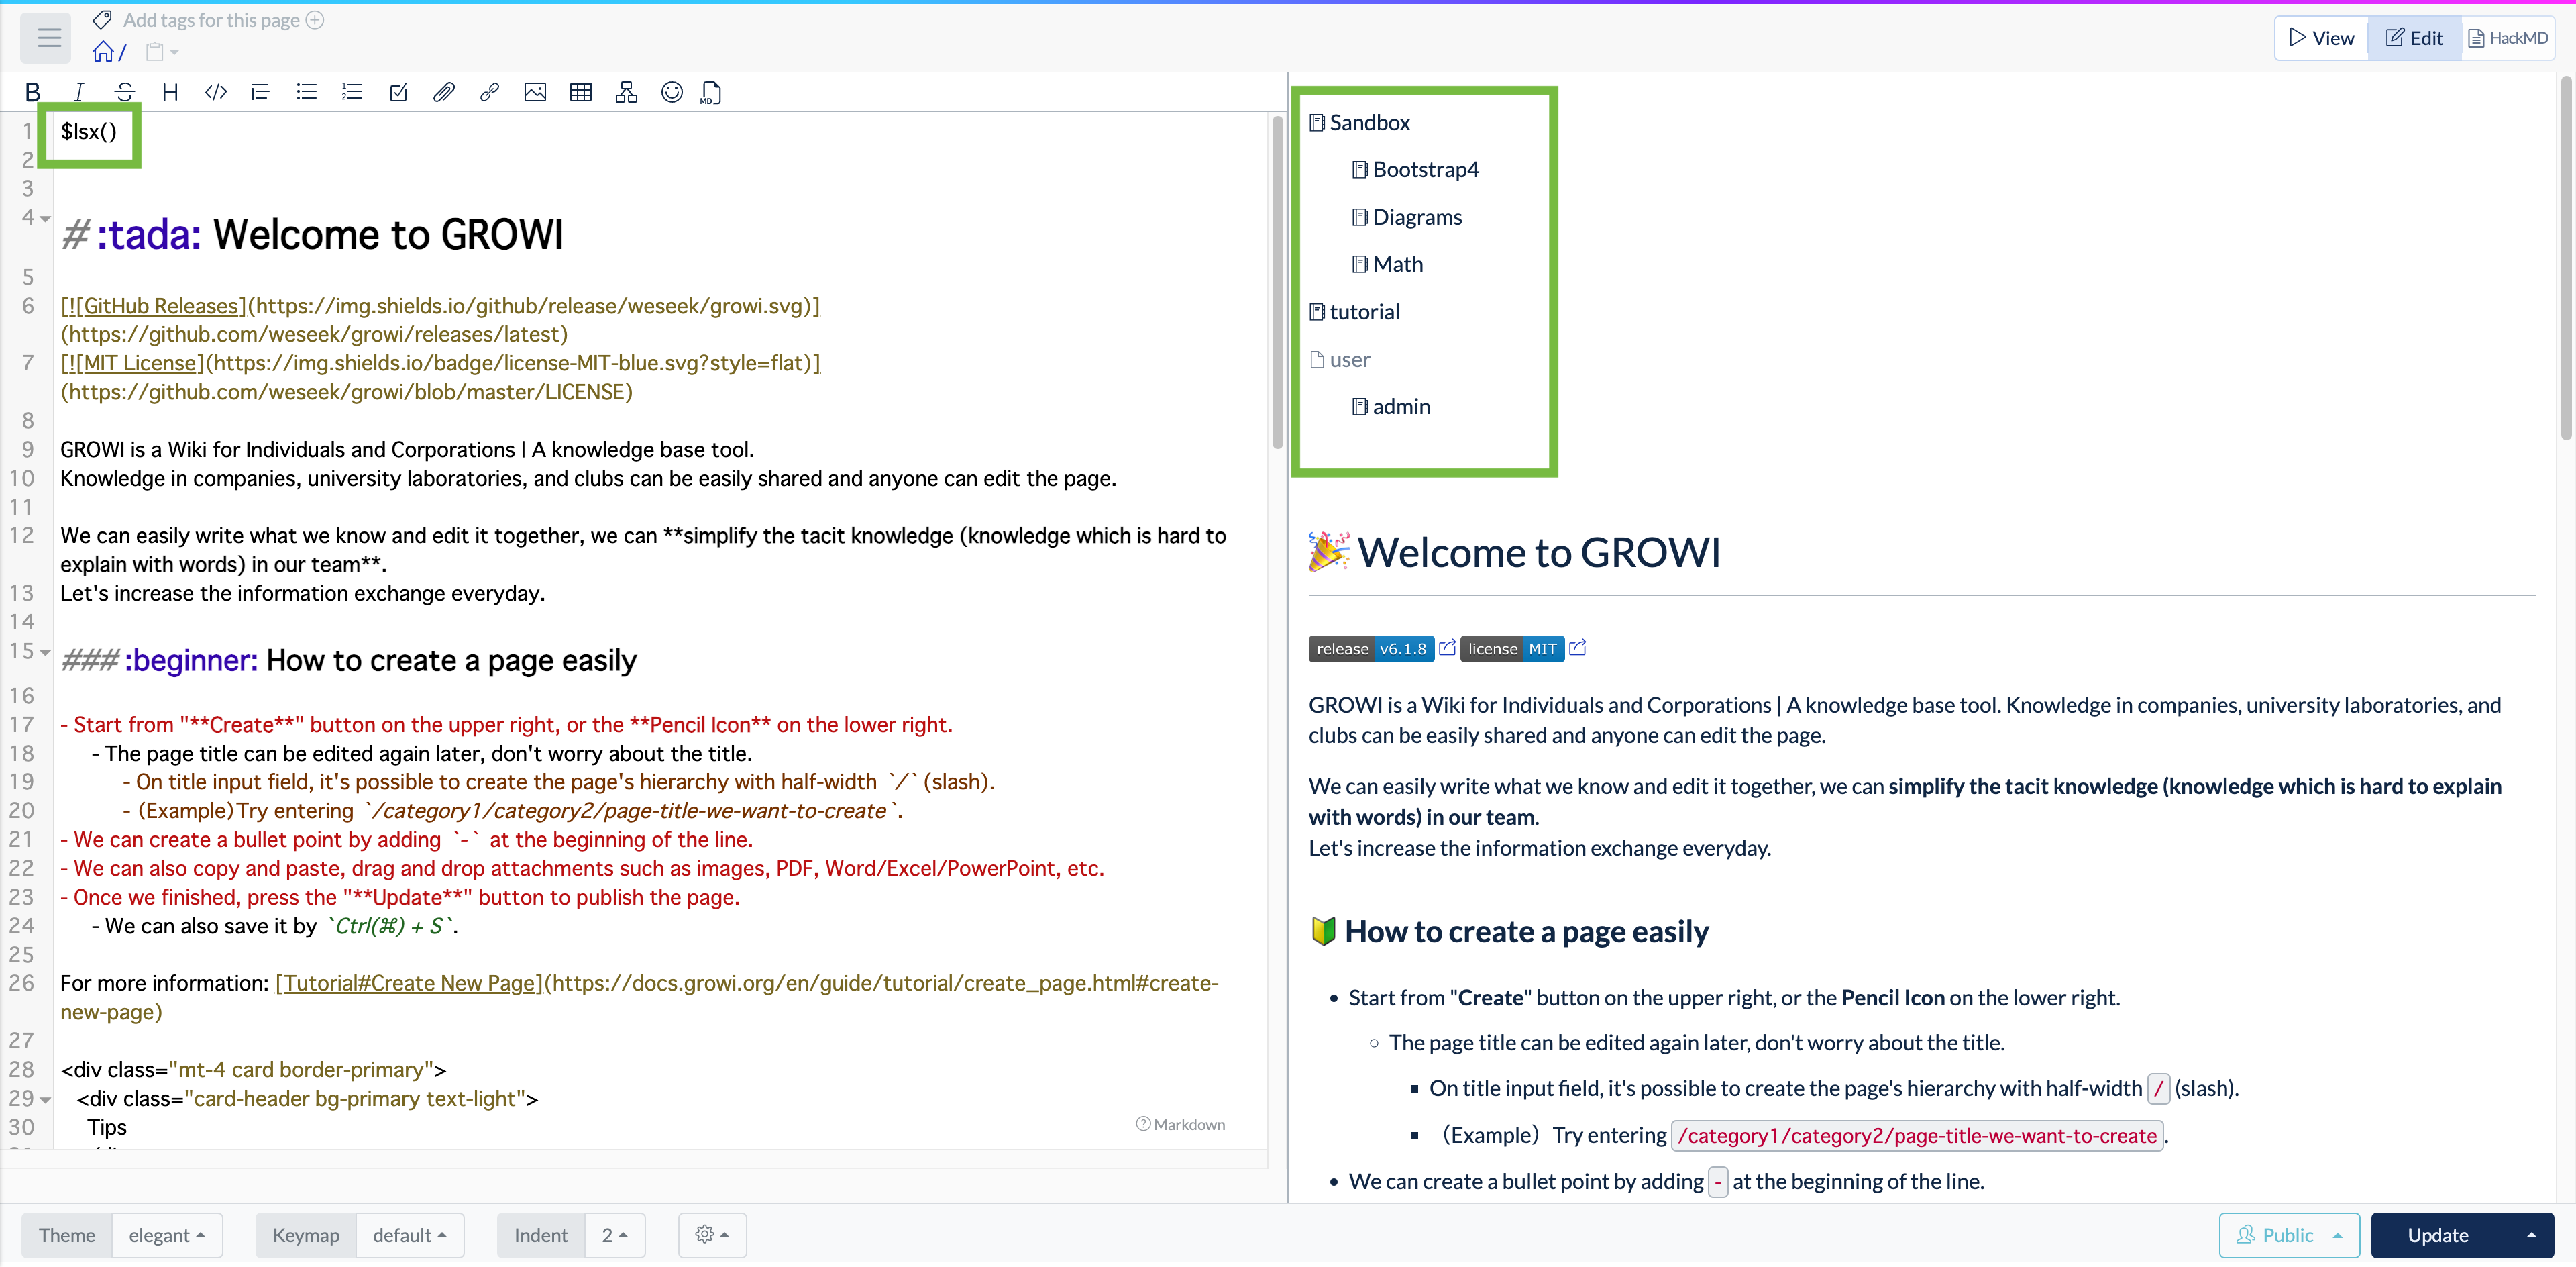 Add tags for this page
/
View
Edit
HackMD
B I S H </> MD
1 $lsx()
2
3
4 # :tada: Welcome to GROWI
5
6 [![GitHub Releases](https://img.shields.io/github/release/weseek/growi.svg)]
(https://github.com/weseek/growi/releases/latest)
7 [![MIT License](https://img.shields.io/badge/license-MIT-blue.svg?style=flat)]
(https://github.com/weseek/growi/blob/master/LICENSE)
8
9 GROWI is a Wiki for Individuals and Corporations | A knowledge base tool.
10 Knowledge in companies, university laboratories, and clubs can be easily shared and anyone can edit the page.
11
12 We can easily write what we know and edit it together, we can **simplify the tacit knowledge (knowledge which is hard to
explain with words) in our team**.
13 Let's increase the information exchange everyday.
14
15 ### :beginner: How to create a page easily
16
17 - Start from "**Create**" button on the upper right, or the **Pencil Icon** on the lower right.
18 - The page title can be edited again later, don't worry about the title.
19 - On title input field, it's possible to create the page's hierarchy with half-width `/` (slash).
20 - (Example)Try entering `/category1/category2/page-title-we-want-to-create`.
21 - We can create a bullet point by adding `-` at the beginning of the line.
22 - We can also copy and paste, drag and drop attachments such as images, PDF, Word/Excel/PowerPoint, etc.
23 - Once we finished, press the "**Update**" button to publish the page.
24 - We can also save it by `Ctrl(⌘) + S`.
25
26 For more information: [Tutorial#Create New Page](https://docs.growi.org/en/guide/tutorial/create_page.html#create-
new-page)
27
28 <div class="mt-4 card border-primary">
29 <div class="card-header bg-primary text-light">
30 Tips
Markdown
Sandbox
Bootstrap4
Diagrams
Math
tutorial
user
admin
🎉 Welcome to GROWI
release v6.1.8 license MIT
GROWI is a Wiki for Individuals and Corporations | A knowledge base tool. Knowledge in companies, university laboratories, and
clubs can be easily shared and anyone can edit the page.
We can easily write what we know and edit it together, we can simplify the tacit knowledge (knowledge which is hard to explain
with words) in our team.
Let's increase the information exchange everyday.
🔰 How to create a page easily
• Start from "Create" button on the upper right, or the Pencil Icon on the lower right.
◦ The page title can be edited again later, don't worry about the title.
▪ On title input field, it's possible to create the page's hierarchy with half-width / (slash).
▪ （Example）Try entering /category1/category2/page-title-we-want-to-create.
• We can create a bullet point by adding - at the beginning of the line.
Theme elegant
Keymap default
Indent 2
Public
Update